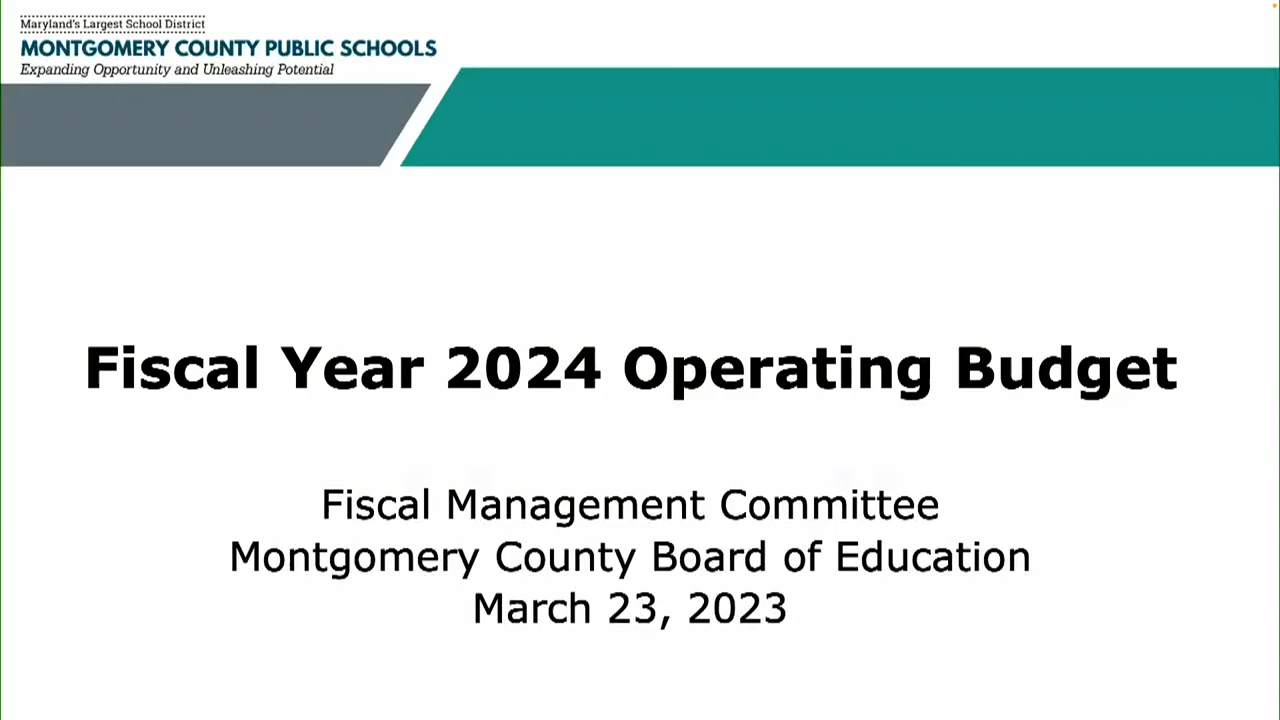 Maryland's Largest School District
MONTGOMERY COUNTY PUBLIC SCHOOLS
Expanding Opportunity and Unleashing Potential
Fiscal Year 2024 Operating Budget
Fiscal Management Committee
Montgomery County Board of Education
March 23, 2023